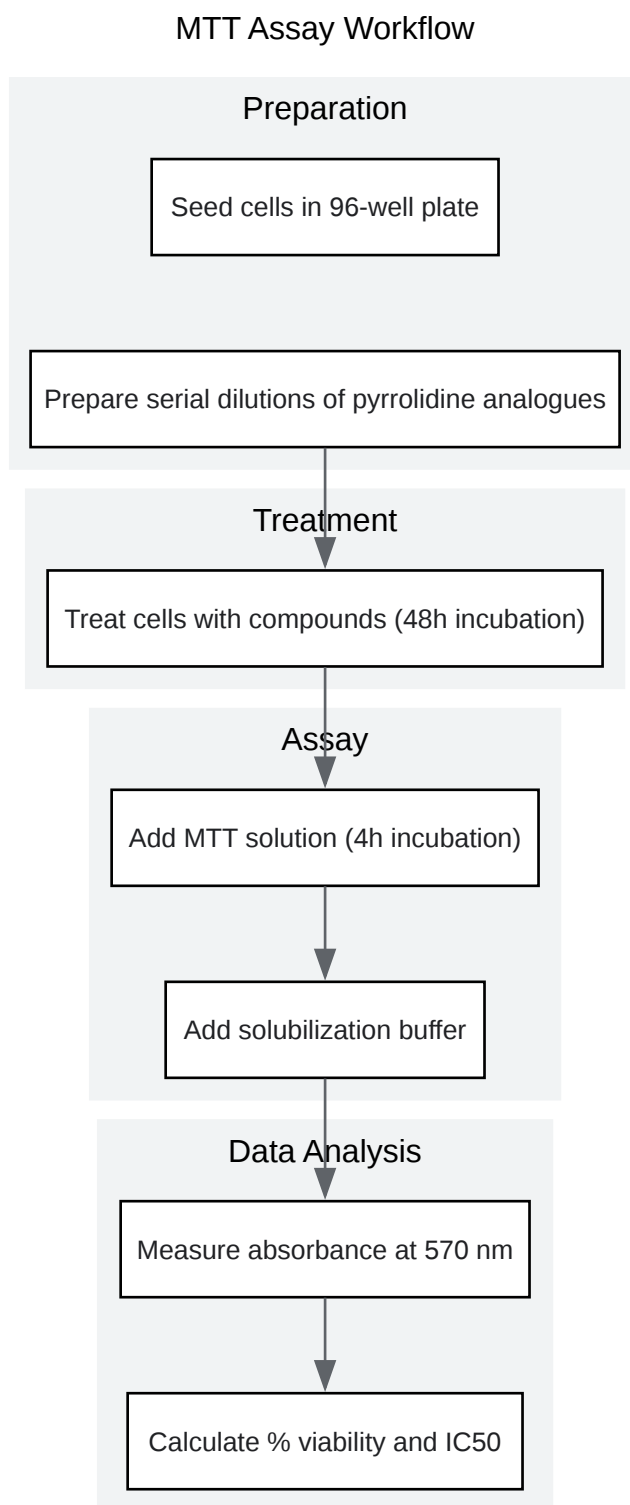 MTT Assay Workflow
Preparation
Seed cells in 96-well plate
Prepare serial dilutions of pyrrolidine analogues
Treatment
Treat cells with compounds (48h incubation)
Assay
Add MTT solution (4h incubation)
Add solubilization buffer
Data Analysis
Measure absorbance at 570 nm
Calculate % viability and IC50